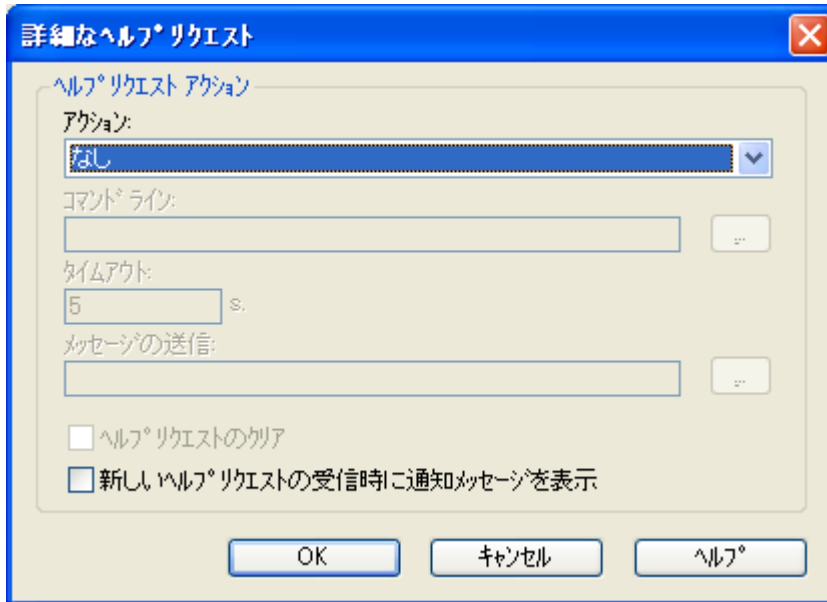 詳細なヘルプ リクエスト
ヘルプ リクエスト アクション
アクション:
なし
コマンド ライン:
...
タイムアウト:
5 s.
メッセージの送信:
...
ヘルプ リクエストのクリア
新しいヘルプ リクエストの受信時に通知メッセージを表示
OK キャンセル ヘルプ